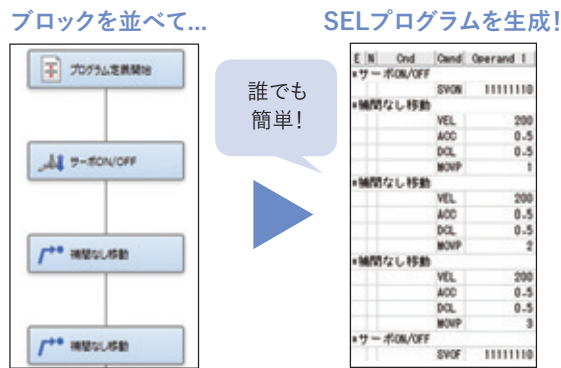 ブロックを並べて...
プログラム定義開始
サーボON/OFF
補間なし移動
補間なし移動
誰でも
簡単!
SELプログラムを生成!
E N Cnd Cmnd Operand 1
*サーボON/OFF
SVON 11111110
*補間なし移動
VEL 200
ACC 0.5
DCL 0.5
MOVP 1
*補間なし移動
VEL 200
ACC 0.5
DCL 0.5
MOVP 2
*補間なし移動
VEL 200
ACC 0.5
DCL 0.5
MOVP 3
*サーボON/OFF
SVOF 11111110